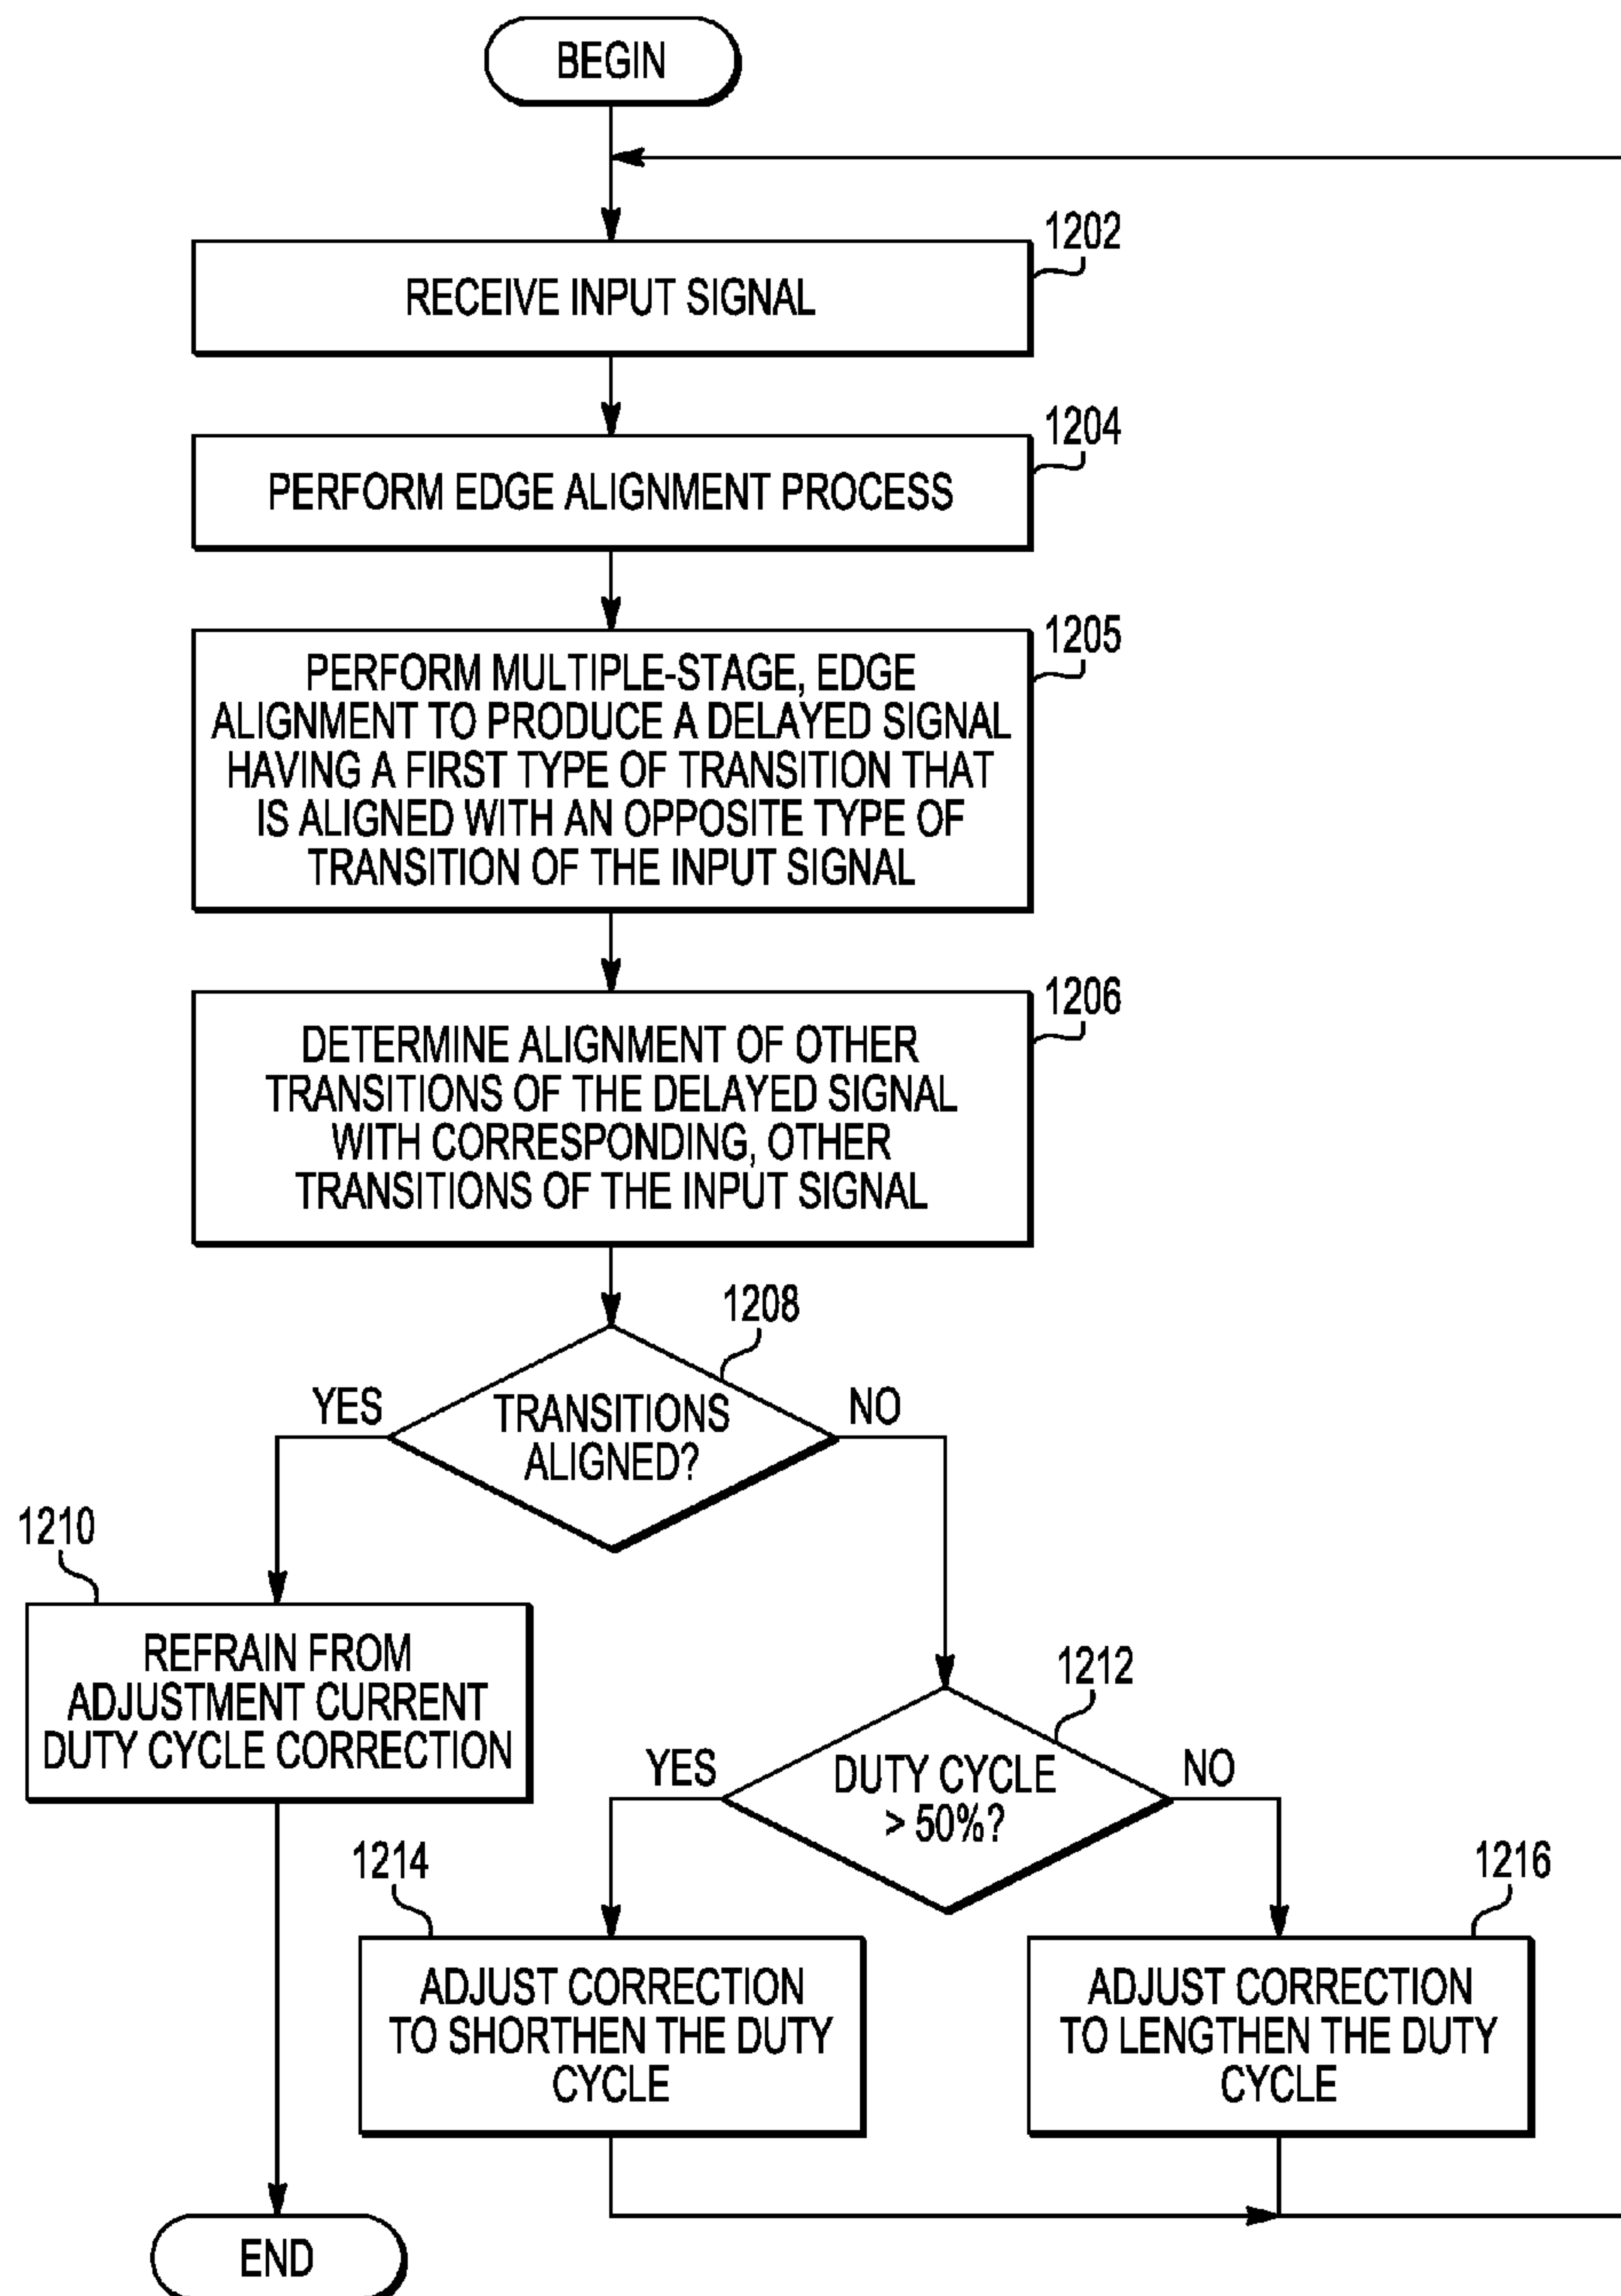 BEGIN
1202
RECEIVE INPUT SIGNAL
1204
PERFORM EDGE ALIGNMENT PROCESS
1205
PERFORM MULTIPLE-STAGE, EDGE
ALIGNMENT TO PRODUCE A DELAYED SIGNAL
HAVING A FIRST TYPE OF TRANSITION THAT
IS ALIGNED WITH AN OPPOSITE TYPE OF
TRANSITION OF THE INPUT SIGNAL
1206
DETERMINE ALIGNMENT OF OTHER
TRANSITIONS OF THE DELAYED SIGNAL
WITH CORRESPONDING, OTHER
TRANSITIONS OF THE INPUT SIGNAL
1208
YES
TRANSITIONS
ALIGNED?
NO
1210
REFRAIN FROM
ADJUSTMENT CURRENT
DUTY CYCLE CORRECTION
1212
YES
DUTY CYCLE
> 50%?
NO
1214
ADJUST CORRECTION
TO SHORTHEN THE DUTY
CYCLE
1216
ADJUST CORRECTION
TO LENGTHEN THE DUTY
CYCLE
END